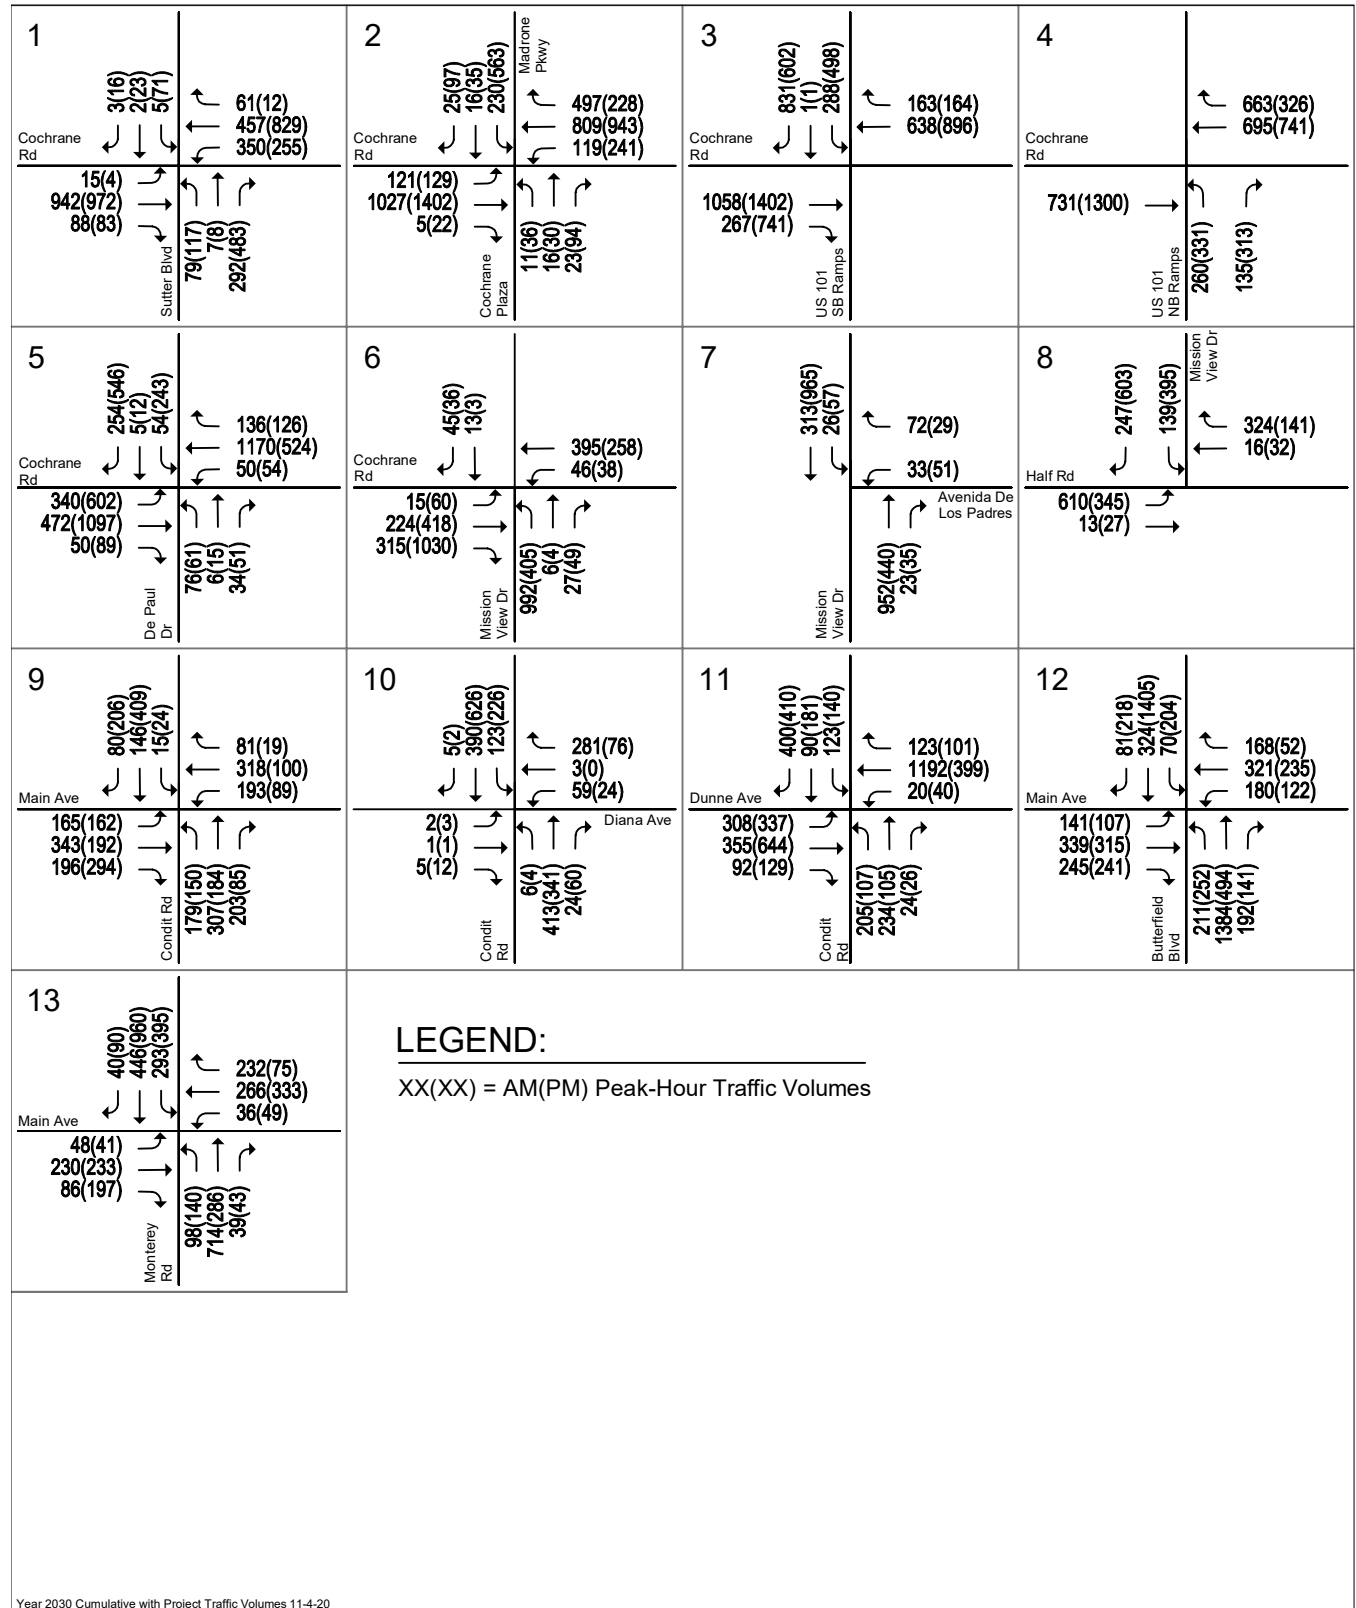 1
3(16)
2(23)
5(71)
61(12)
457(829)
350(255)
Cochrane
Rd
15(4)
942(972)
88(83)
Sutter Blvd
79(117)
7(8)
292(483)
2
25(97)
16(35)
230(563)
Madrone
Pkwy
497(228)
809(943)
119(241)
Cochrane
Rd
121(129)
1027(1402)
5(22)
Cochrane
Plaza
11(36)
16(30)
23(94)
3
831(602)
1(1)
288(498)
163(164)
638(896)
Cochrane
Rd
1058(1402)
267(741)
US 101
SB Ramps
4
663(326)
695(741)
Cochrane
Rd
731(1300)
US 101
NB Ramps
260(331)
135(313)
5
254(546)
5(12)
54(243)
136(126)
1170(524)
50(54)
Cochrane
Rd
340(602)
472(1097)
50(89)
De Paul
Dr
76(61)
6(15)
34(51)
6
45(36)
13(3)
395(258)
46(38)
Cochrane
Rd
15(60)
224(418)
315(1030)
Mission
View Dr
992(405)
6(4)
27(49)
7
313(965)
26(57)
72(29)
33(51)
Avenida De
Los Padres
Mission
View Dr
952(440)
23(35)
8
247(603)
139(395)
Mission
View Dr
324(141)
16(32)
Half Rd
610(345)
13(27)
9
80(206)
146(409)
15(24)
81(19)
318(100)
193(89)
Main Ave
165(162)
343(192)
196(294)
Condit Rd
179(150)
307(184)
203(85)
10
5(2)
390(626)
123(226)
281(76)
3(0)
59(24)
Diana Ave
2(3)
1(1)
5(12)
Condit
Rd
6(4)
413(341)
24(60)
11
400(410)
90(181)
123(140)
123(101)
1192(399)
20(40)
Dunne Ave
308(337)
355(644)
92(129)
Condit
Rd
205(107)
234(105)
24(26)
12
81(218)
324(1405)
70(204)
168(52)
321(235)
180(122)
Main Ave
141(107)
339(315)
245(241)
Butterfield
Blvd
211(252)
1384(494)
192(141)
13
40(90)
446(960)
293(395)
232(75)
266(333)
36(49)
Main Ave
48(41)
230(233)
86(197)
Monterey
Rd
98(140)
714(286)
39(43)
LEGEND:
XX(XX) = AM(PM) Peak-Hour Traffic Volumes
Year 2030 Cumulative with Project Traffic Volumes 11-4-20